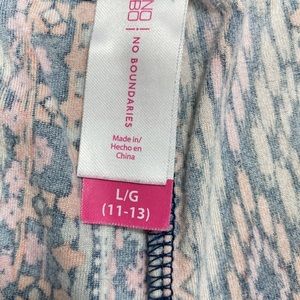 NO
BO
NO BOUNDARIES
Made in/
Hecho en
China
L/G
(11-13)